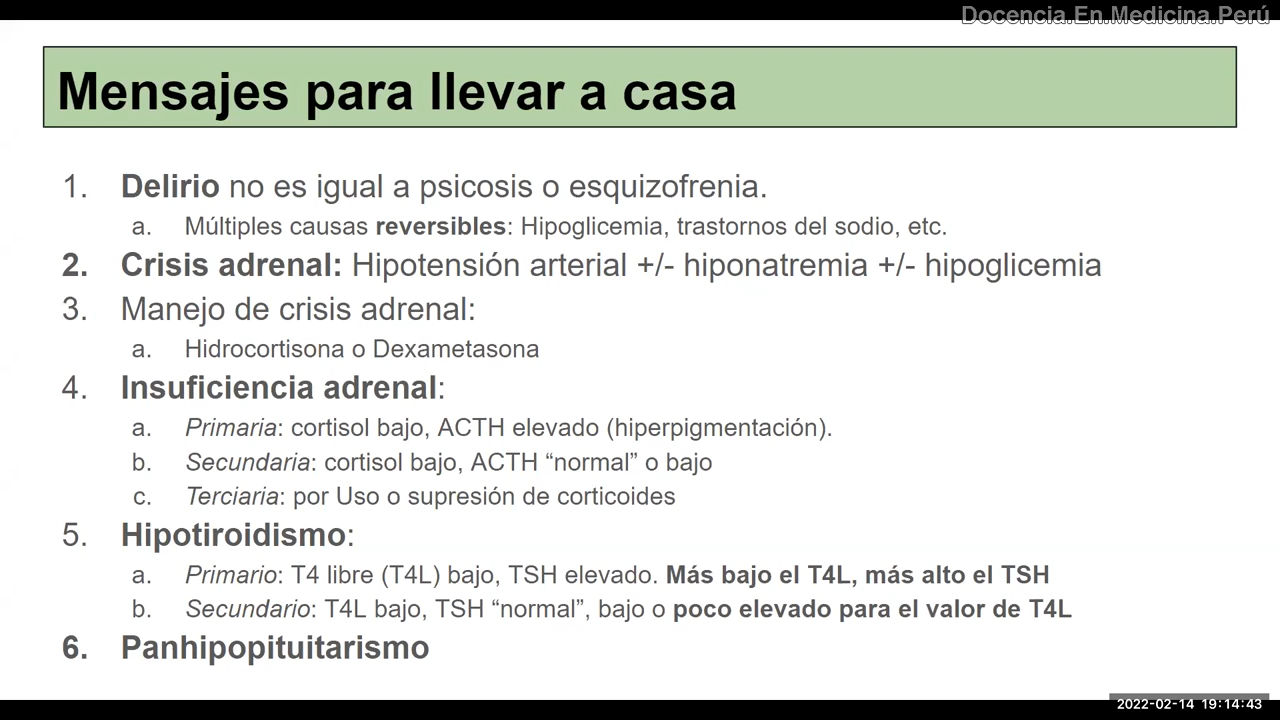 Docencia.En.Medicina.Perú
Mensajes para llevar a casa
1. Delirio no es igual a psicosis o esquizofrenia.
a. Múltiples causas reversibles: Hipoglicemia, trastornos del sodio, etc.
2. Crisis adrenal: Hipotensión arterial +/- hiponatremia +/- hipoglicemia
3. Manejo de crisis adrenal:
a. Hidrocortisona o Dexametasona
4. Insuficiencia adrenal:
a. Primaria: cortisol bajo, ACTH elevado (hiperpigmentación).
b. Secundaria: cortisol bajo, ACTH “normal” o bajo
c. Terciaria: por Uso o supresión de corticoides
5. Hipotiroidismo:
a. Primario: T4 libre (T4L) bajo, TSH elevado. Más bajo el T4L, más alto el TSH
b. Secundario: T4L bajo, TSH “normal”, bajo o poco elevado para el valor de T4L
6. Panhipopituitarismo
2022-02-14 19:14:43